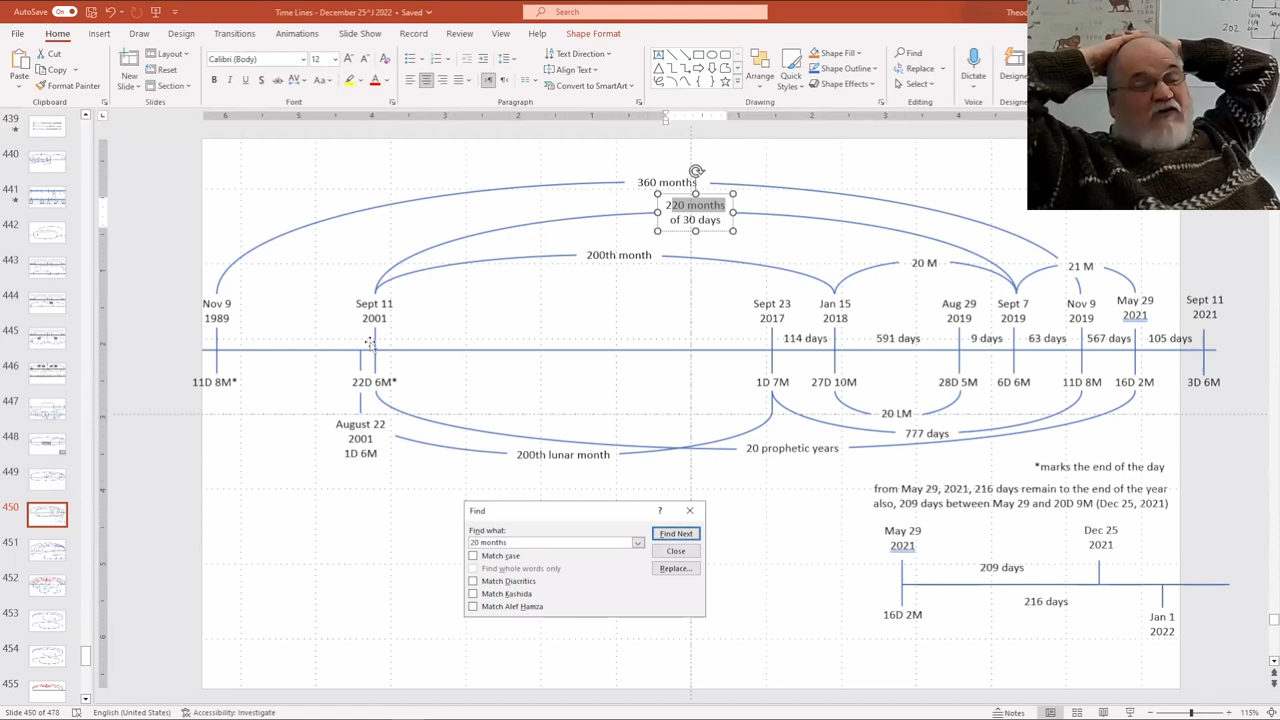 AutoSave
On
Time Lines - December 25^J 2022 • Saved
Search
Theoc
File
Home
Insert
Draw
Design
Transitions
Animations
Slide Show
Record
Review
View
Help
Shape Format
Paste
Cut
Copy
Format Painter
Clipboard
New
Slide
Layout
Reset
Section
Slides
Calibri (Body)
12
Font
Text Direction
Align Text
Convert to SmartArt
Paragraph
Arrange
Quick
Styles
Shape Fill
Shape Outline
Shape Effects
Drawing
Find
Replace
Select
Editing
Dictate
Voice
Designer
Designe
202
360 months
220 months
of 30 days
200th month
20 M
21 M
Nov 9
1989
Sept 11
2001
Sept 23
2017
Jan 15
2018
Aug 29
2019
Sept 7
2019
Nov 9
2019
May 29
2021
Sept 11
2021
114 days
591 days
9 days
63 days
567 days
105 days
11D 8M*
22D 6M*
1D 7M
27D 10M
28D 5M
6D 6M
11D 8M
16D 2M
3D 6M
August 22
2001
1D 6M
20 LM
777 days
200th lunar month
20 prophetic years
*marks the end of the day
from May 29, 2021, 216 days remain to the end of the year
also, 209 days between May 29 and 20D 9M (Dec 25, 2021)
May 29
2021
Dec 25
2021
209 days
216 days
16D 2M
Jan 1
2022
Find
?
Find what:
20 months
Find Next
Close
Replace...
Match case
Find whole words only
Match Diacritics
Match Kashida
Match Alef Hamza
441
443
444
445
446
447
448
449
451
452
453
454
455
Slide 450 of 478
English (United States)
Accessibility: Investigate
Notes
115%